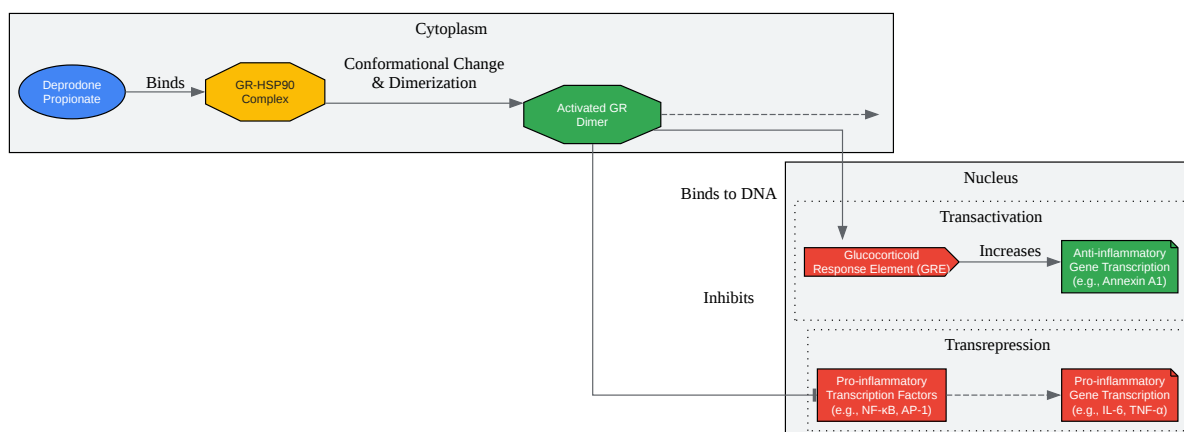 Cytoplasm
Deprodone
Propionate
Binds
GR-HSP90
Complex
Conformational Change
& Dimerization
Activated GR
Dimer
Binds to DNA
Inhibits
Nucleus
Transactivation
Glucocorticoid
Response Element (GRE)
Increases
Anti-inflammatory
Gene Transcription
(e.g., Annexin A1)
Transrepression
Pro-inflammatory
Transcription Factors
(e.g., NF-κB, AP-1)
Pro-inflammatory
Gene Transcription
(e.g., IL-6, TNF-α)